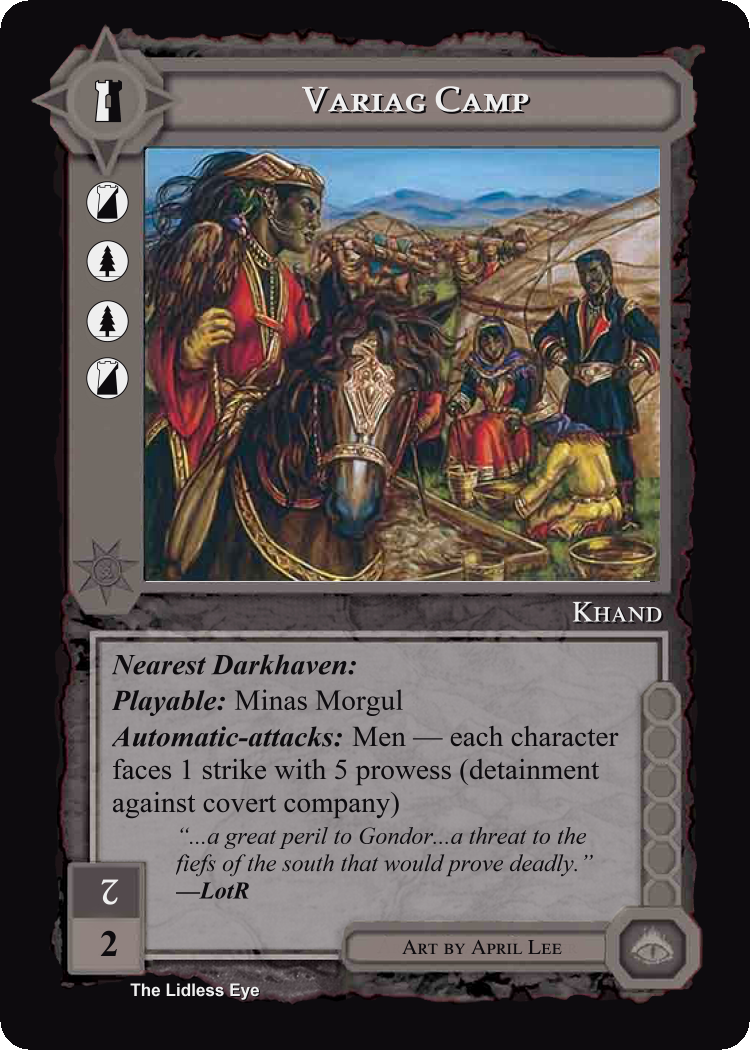 Variag Camp
Khand
Nearest Darkhaven:
Playable: Minas Morgul
Automatic-attacks: Men — each character
faces 1 strike with 5 prowess (detainment
against covert company)
“...a great peril to Gondor...a threat to the
fiefs of the south that would prove deadly.”
—LotR
2
2
Art by April Lee
The Lidless Eye